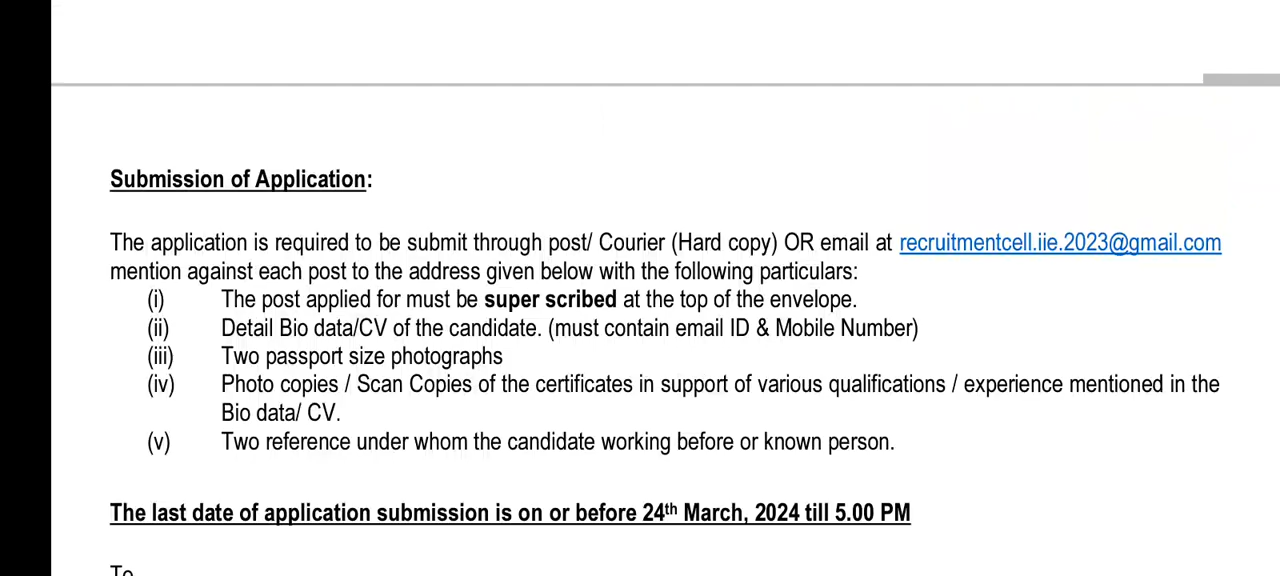 Submission of Application:
The application is required to be submit through post/ Courier (Hard copy) OR email at recruitmentcell.iie.2023@gmail.com
mention against each post to the address given below with the following particulars:
(i) The post applied for must be super scribed at the top of the envelope.
(ii) Detail Bio data/CV of the candidate. (must contain email ID & Mobile Number)
(iii) Two passport size photographs
(iv) Photo copies / Scan Copies of the certificates in support of various qualifications / experience mentioned in the
Bio data/ CV.
(v) Two reference under whom the candidate working before or known person.
The last date of application submission is on or before 24th March, 2024 till 5.00 PM
To